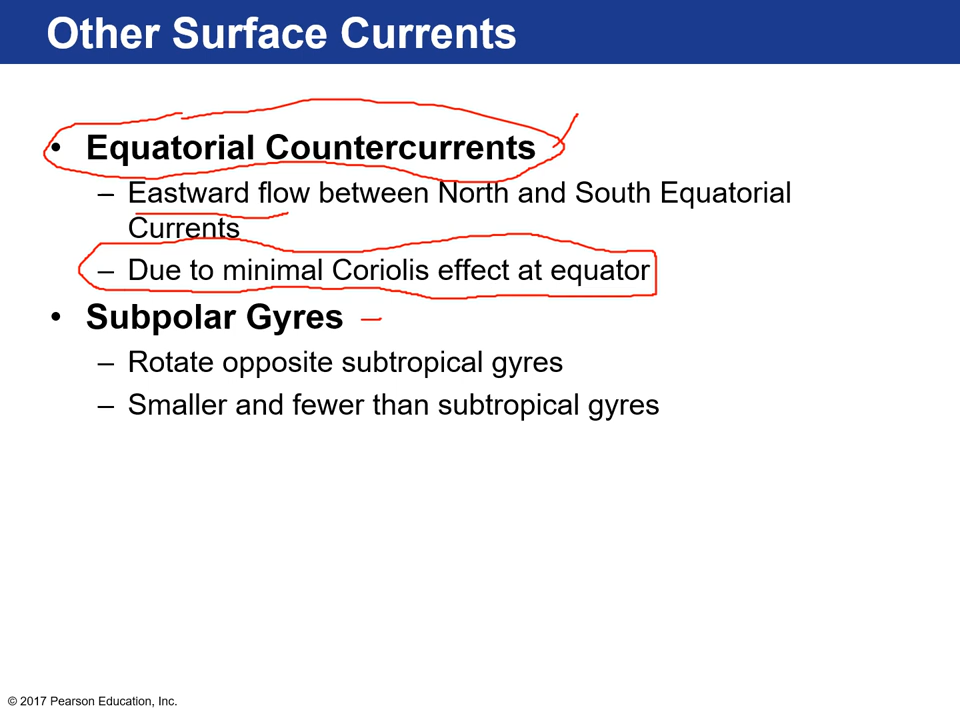 Other Surface Currents
• Equatorial Countercurrents
– Eastward flow between North and South Equatorial
Currents
– Due to minimal Coriolis effect at equator
• Subpolar Gyres
– Rotate opposite subtropical gyres
– Smaller and fewer than subtropical gyres
© 2017 Pearson Education, Inc.